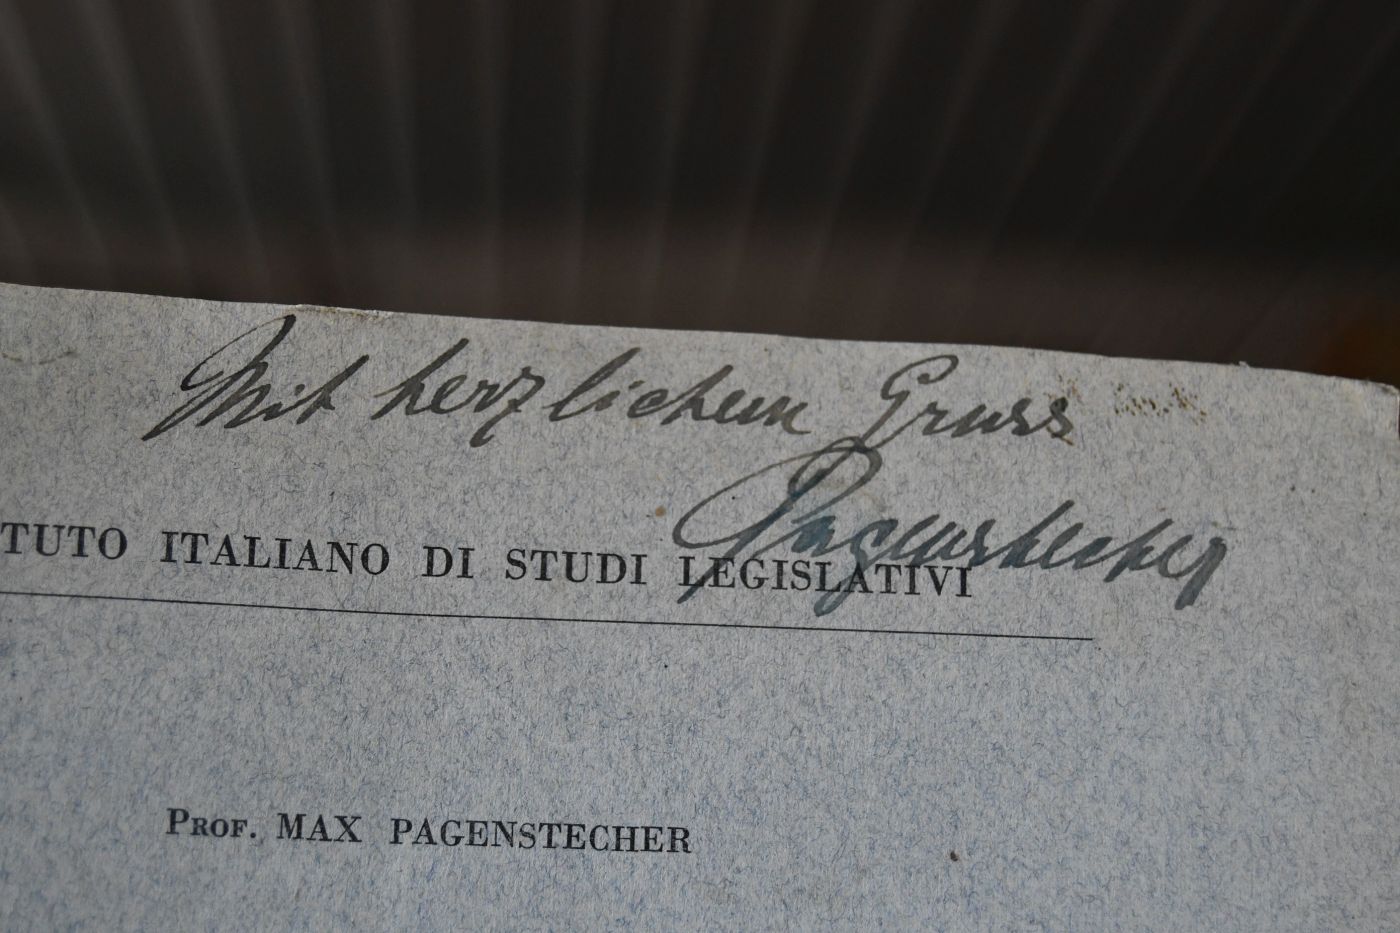 Mit herzlichem Gruss
Pagenstecher
TUTO ITALIANO DI STUDI LEGISLATIVI
Prof. MAX PAGENSTECHER